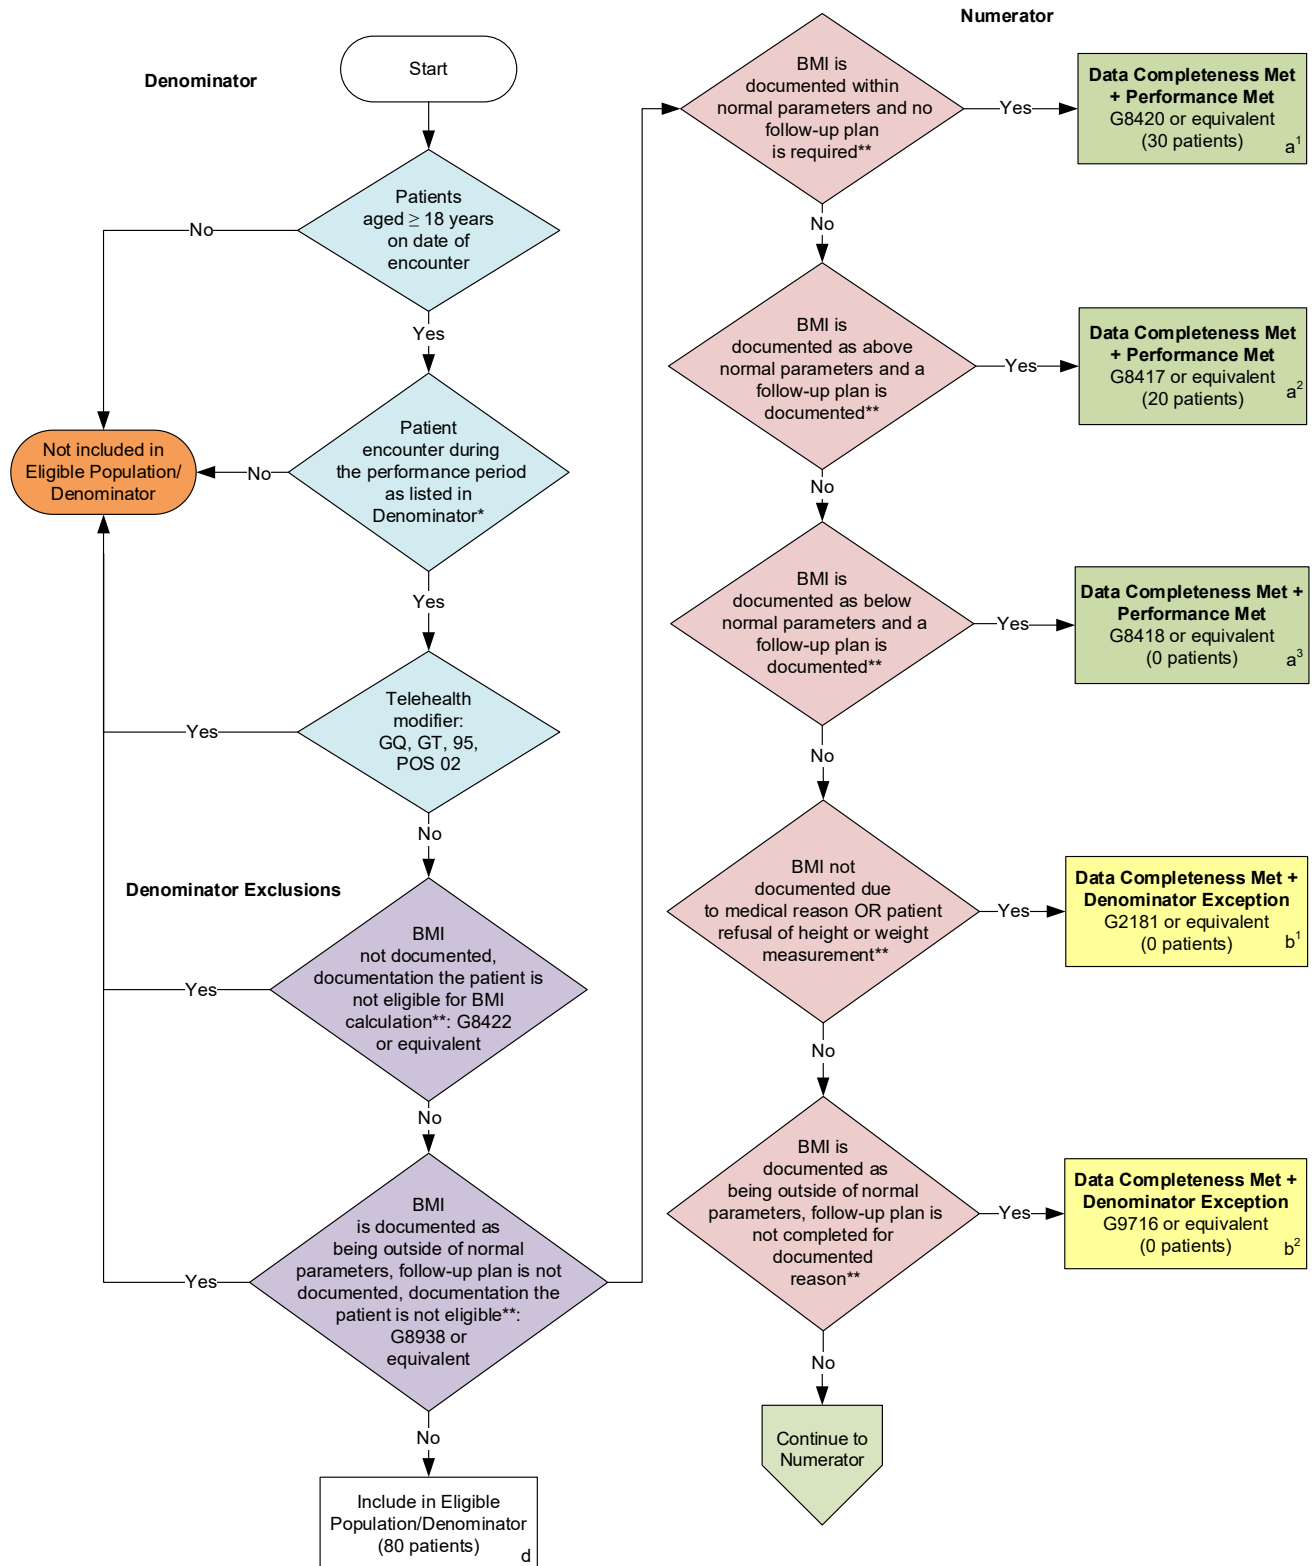 Denominator
Start
Patients
aged ≥ 18 years
on date of
encounter
No
Yes
Patient
encounter during
the performance period
as listed in
Denominator*
No
Not included in
Eligible Population/
Denominator
Yes
Telehealth
modifier:
GQ, GT, 95,
POS 02
Yes
No
Denominator Exclusions
BMI
not documented,
documentation the patient is
not eligible for BMI
calculation**: G8422
or equivalent
Yes
No
BMI
is documented as
being outside of normal
parameters, follow-up plan is not
documented, documentation the
patient is not eligible**:
G8938 or
equivalent
Yes
No
Include in Eligible
Population/Denominator
(80 patients)
d
Numerator
BMI is
documented within
normal parameters and no
follow-up plan
is required**
Yes
Data Completeness Met
+ Performance Met
G8420 or equivalent
(30 patients)
a¹
No
BMI is
documented as above
normal parameters and a
follow-up plan is
documented**
Yes
Data Completeness Met
+ Performance Met
G8417 or equivalent
(20 patients)
a²
No
BMI is
documented as below
normal parameters and a
follow-up plan is
documented**
Yes
Data Completeness Met +
Performance Met
G8418 or equivalent
(0 patients)
a³
No
BMI not
documented due
to medical reason OR patient
refusal of height or weight
measurement**
Yes
Data Completeness Met +
Denominator Exception
G2181 or equivalent
(0 patients)
b¹
No
BMI is
documented as
being outside of normal
parameters, follow-up plan is
not completed for
documented
reason**
Yes
Data Completeness Met +
Denominator Exception
G9716 or equivalent
(0 patients)
b²
No
Continue to
Numerator